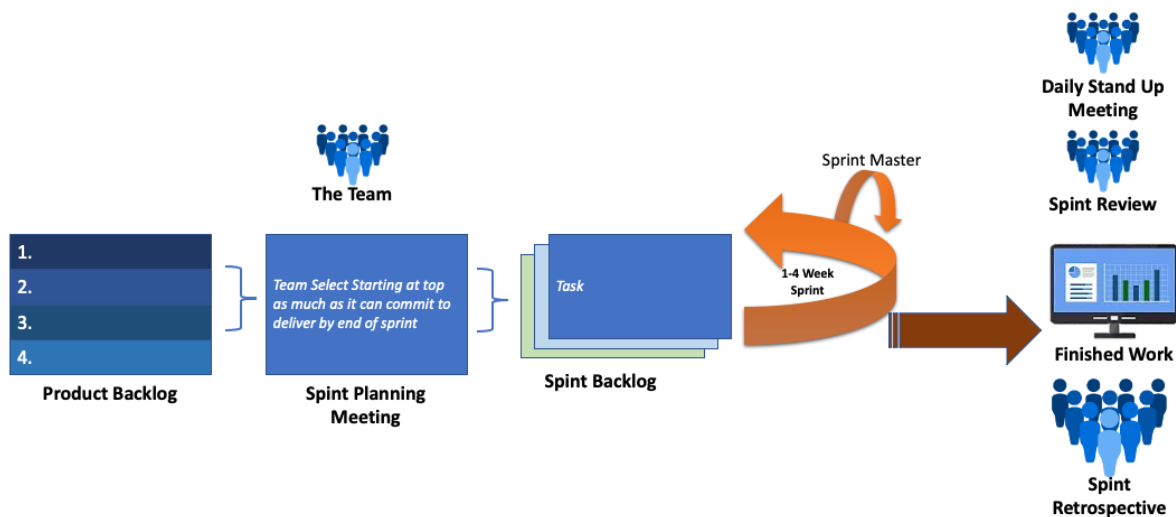 The Team
1.
2.
3.
4.
Product Backlog
Team Select Starting at top
as much as it can commit to
deliver by end of sprint
Spint Planning
Meeting
Task
Spint Backlog
Sprint Master
1-4 Week
Sprint
Daily Stand Up
Meeting
Spint Review
Finished Work
Spint
Retrospective